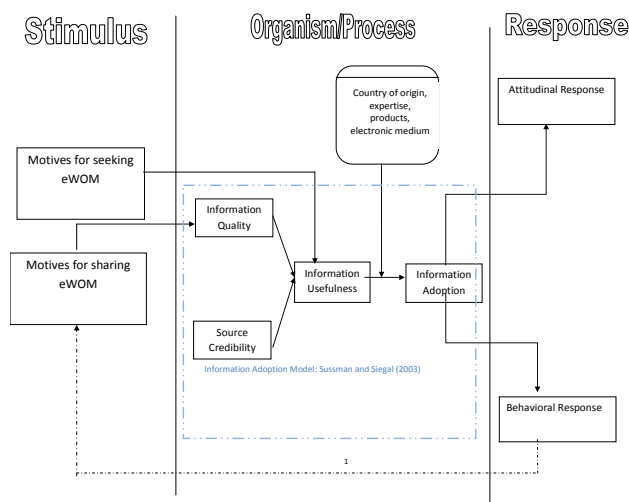 Stimulus
Organism/Process
Response
Country of origin,
expertise,
products,
electronic medium
Attitudinal Response
Motives for seeking
eWOM
Information
Quality
Motives for sharing
eWOM
Information
Usefulness
Information
Adoption
Source
Credibility
Information Adoption Model: Sussman and Siegal (2003)
Behavioral Response
1